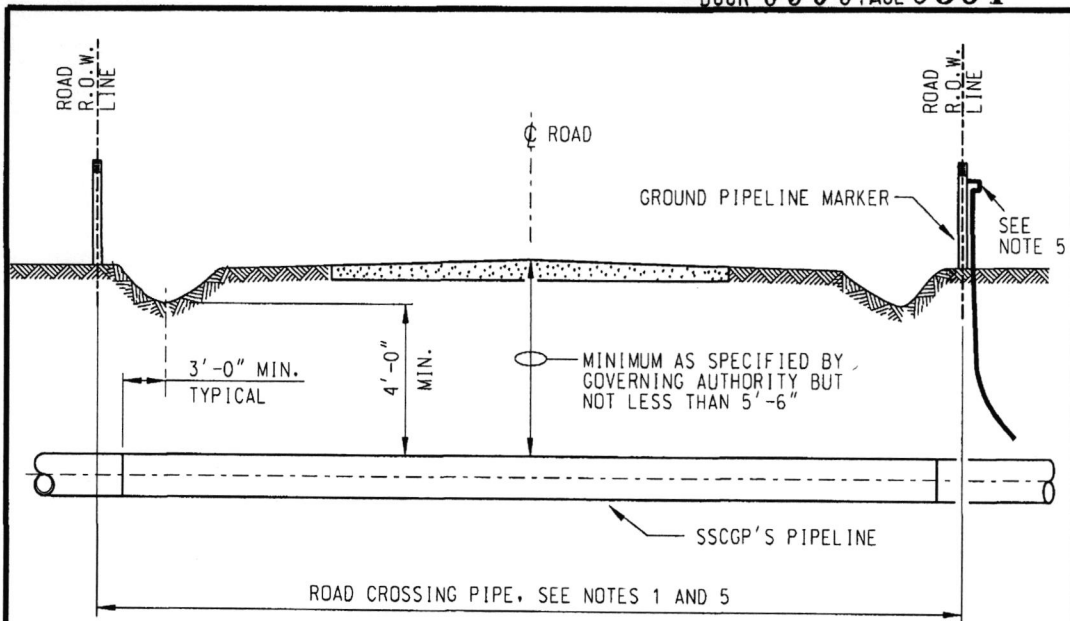 ROAD
R.O.W.
LINE
ROAD
R.O.W.
LINE
℄ ROAD
GROUND PIPELINE MARKER
SEE
NOTE 5
3'-0" MIN.
TYPICAL
4'-0"
MIN.
MINIMUM AS SPECIFIED BY
GOVERNING AUTHORITY BUT
NOT LESS THAN 5'-6"
SSCGP'S PIPELINE
ROAD CROSSING PIPE, SEE NOTES 1 AND 5